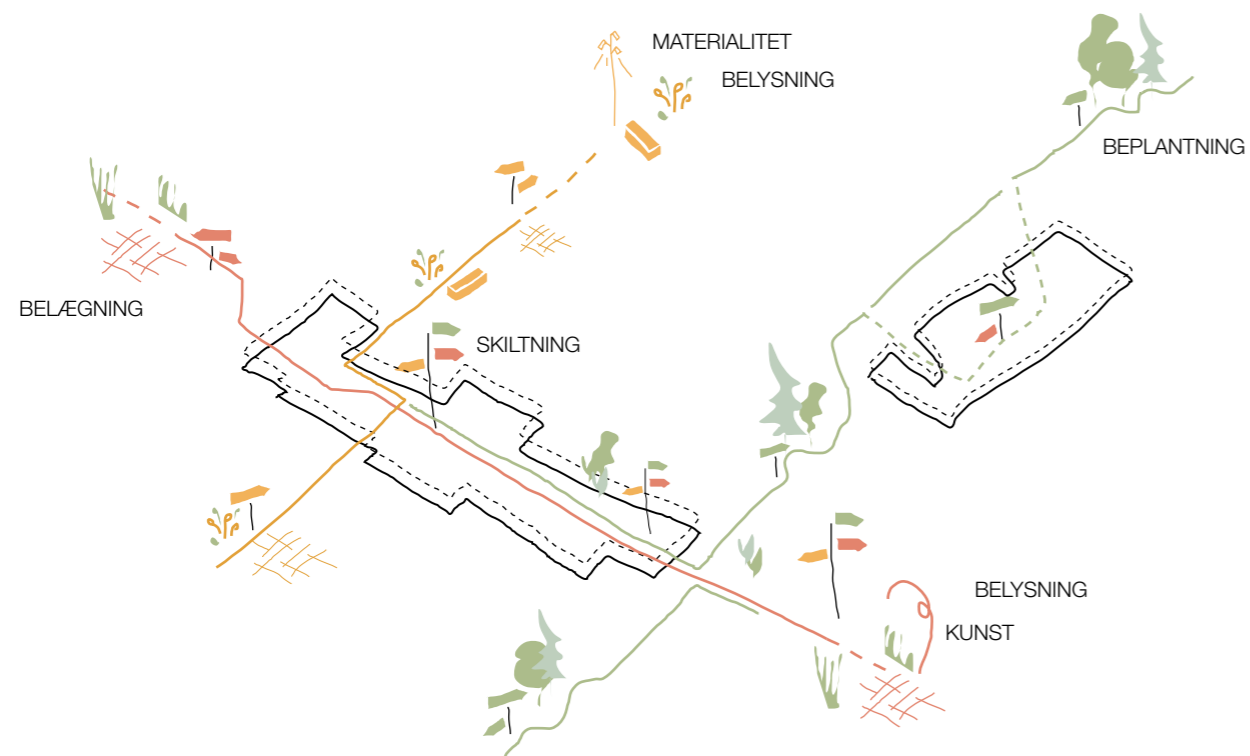 MATERIALITET
BELYSNING
BEPLANTNING
BELÆGNING
SKILTNING
BELYSNING
KUNST